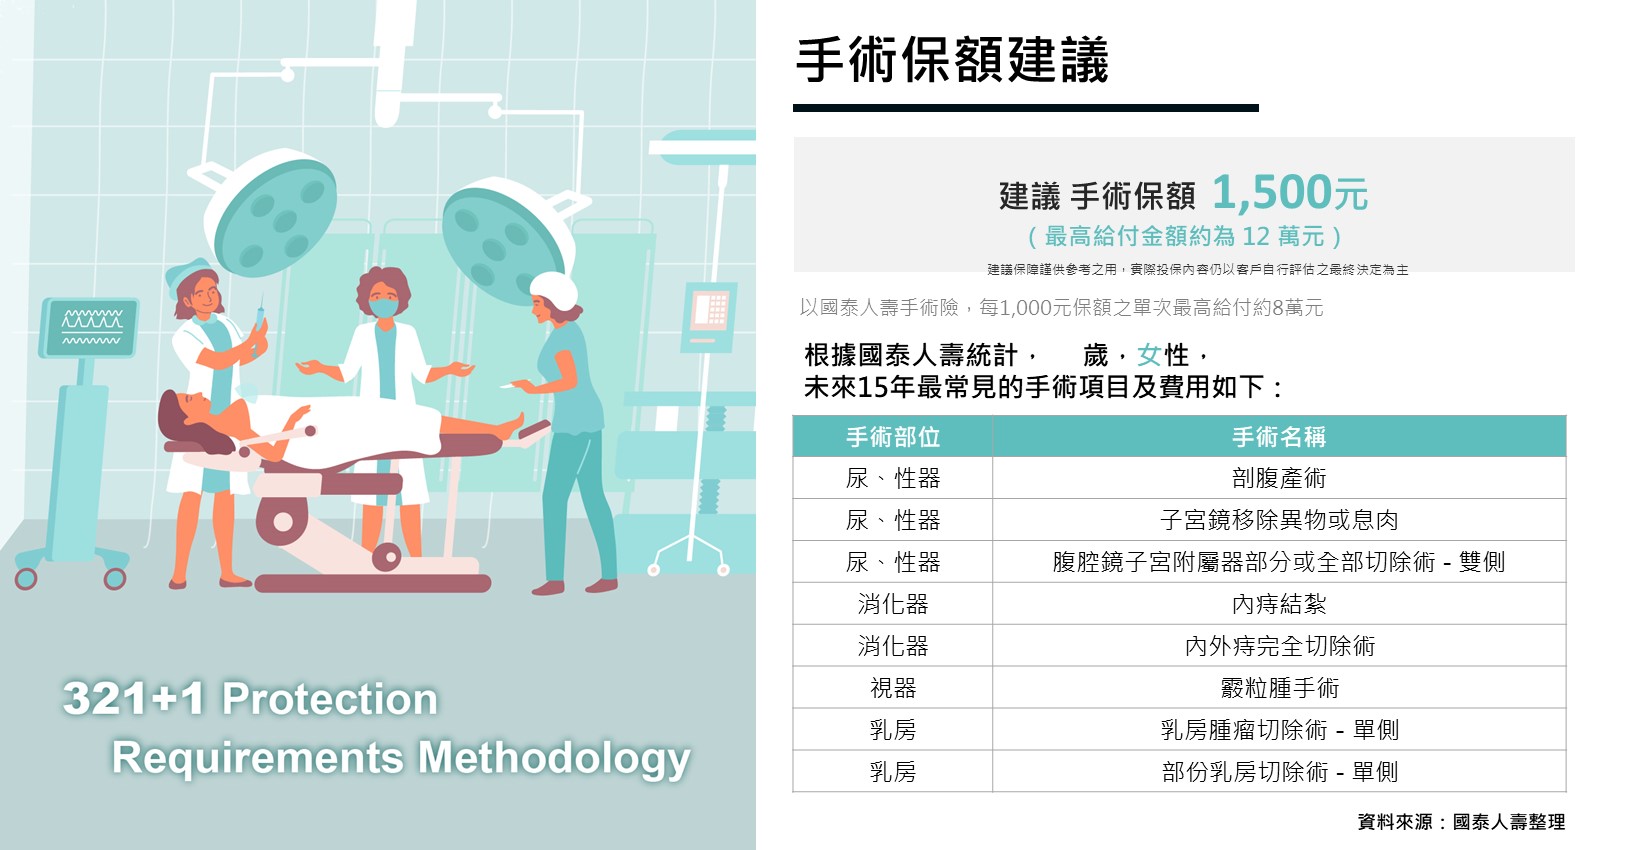 手術保額建議
建議 手術保額 1,500元
( 最高給付金額約為 12 萬元 )
建議保障謹供參考之用，實際投保內容仍以客戶自行評估之最終決定為主
以國泰人壽手術險，每1,000元保額之單次最高給付約8萬元
根據國泰人壽統計， 歲，女性，
未來15年最常見的手術項目及費用如下：
手術部位 手術名稱
尿、性器 剖腹產術
尿、性器 子宮鏡移除異物或息肉
尿、性器 腹腔鏡子宮附屬器部分或全部切除術 - 雙側
消化器 內痔結紮
消化器 內外痔完全切除術
視器 霰粒腫手術
乳房 乳房腫瘤切除術 - 單側
乳房 部份乳房切除術 - 單側
資料來源：國泰人壽整理
321+1 Protection
Requirements Methodology